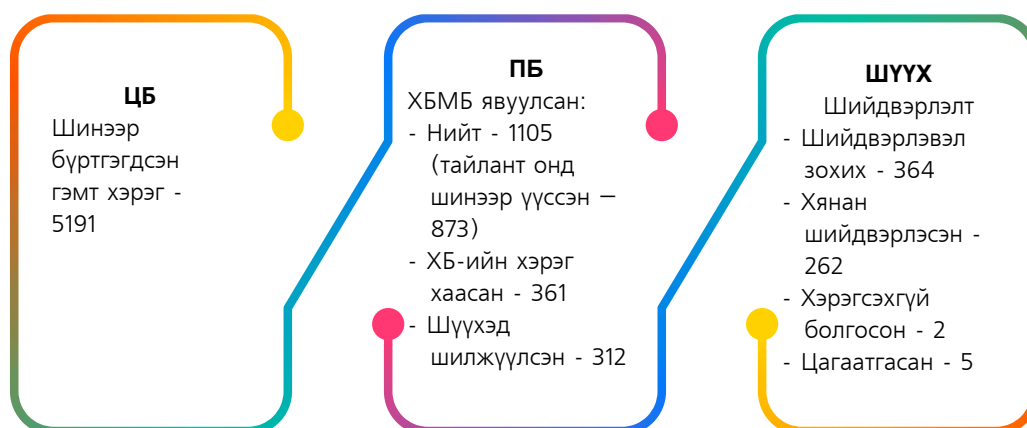 ЦБ
Шинээр
бүртгэгдсэн
гэмт хэрэг -
5191
ПБ
ХБМБ явуулсан:
- Нийт - 1105
(тайлант онд
шинээр үүссэн –
873)
- ХБ-ийн хэрэг
хаасан - 361
- Шүүхэд
шилжүүлсэн - 312
ШҮҮХ
Шийдвэрлэлт
- Шийдвэрлэвэл
зохих - 364
- Хянан
шийдвэрлэсэн -
262
- Хэрэгсэхгүй
болгосон - 2
- Цагаатгасан - 5